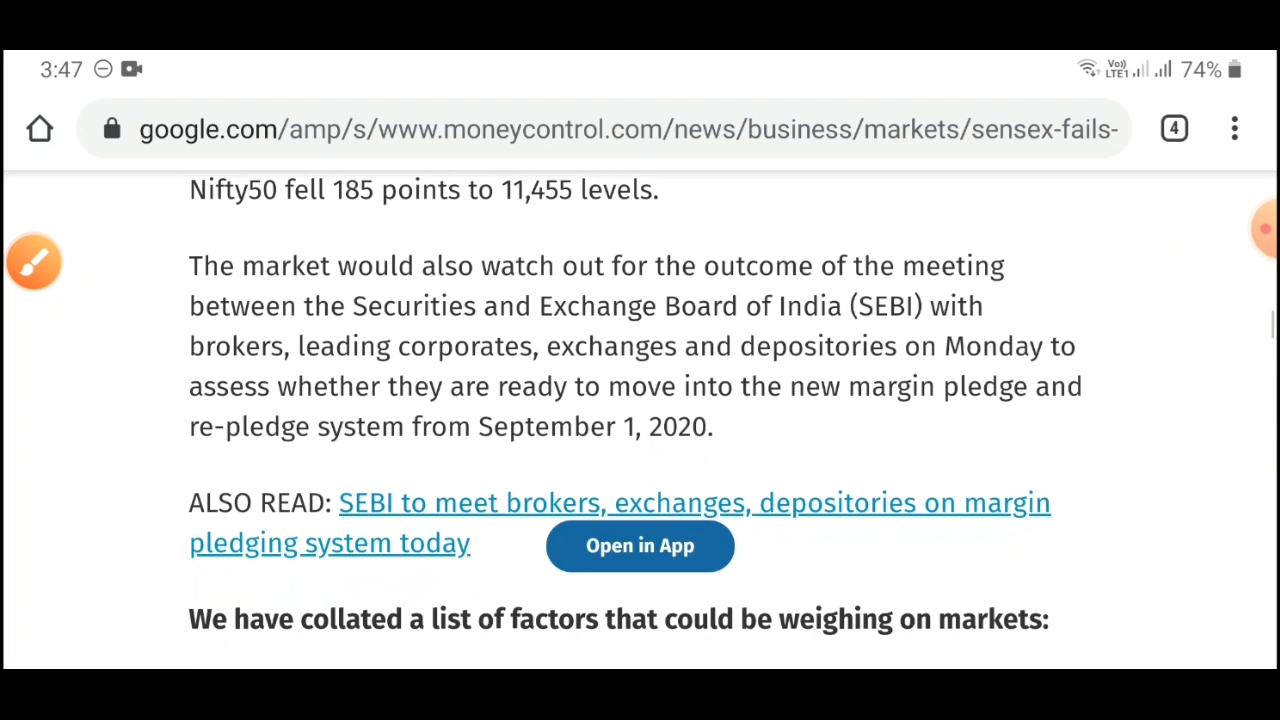 3:47
Vo)) LTE1 74%
google.com/amp/s/www.moneycontrol.com/news/business/markets/sensex-fails-
4
Nifty50 fell 185 points to 11,455 levels.
The market would also watch out for the outcome of the meeting
between the Securities and Exchange Board of India (SEBI) with
brokers, leading corporates, exchanges and depositories on Monday to
assess whether they are ready to move into the new margin pledge and
re-pledge system from September 1, 2020.
ALSO READ: SEBI to meet brokers, exchanges, depositories on margin
pledging system today
Open in App
We have collated a list of factors that could be weighing on markets: